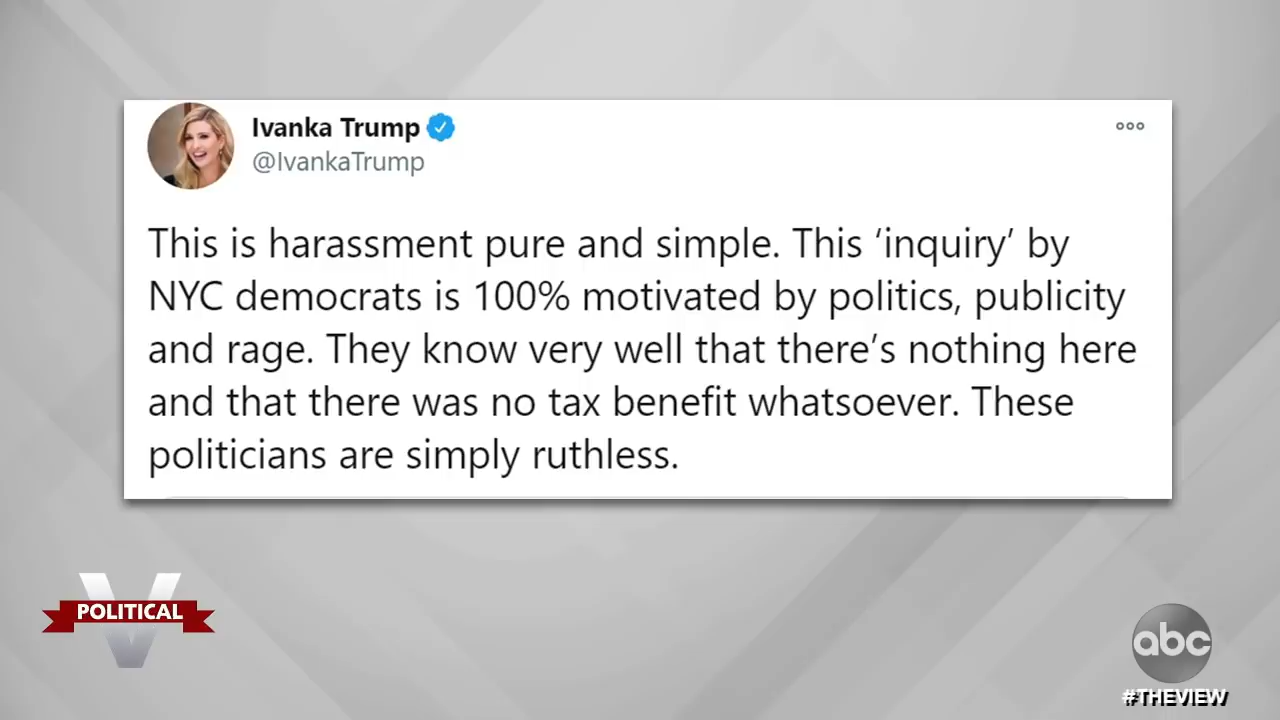 Ivanka Trump
@IvankaTrump
This is harassment pure and simple. This ‘inquiry’ by
NYC democrats is 100% motivated by politics, publicity
and rage. They know very well that there’s nothing here
and that there was no tax benefit whatsoever. These
politicians are simply ruthless.
V
POLITICAL
abc
#THEVIEW